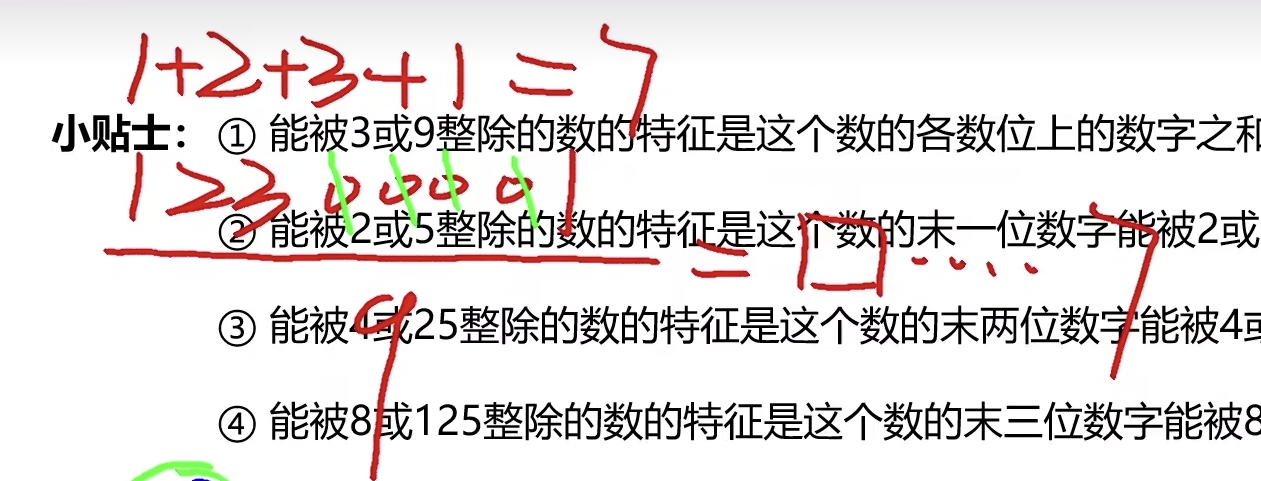 1+2+3+1=7
小贴士：① 能被3或9整除的数的特征是这个数的各数位上的数字之和
12300001
② 能被2或5整除的数的特征是这个数的末一位数字能被2或
=□....7
③ 能被4或25整除的数的特征是这个数的末两位数字能被4或
9
④ 能被8或125整除的数的特征是这个数的末三位数字能被8